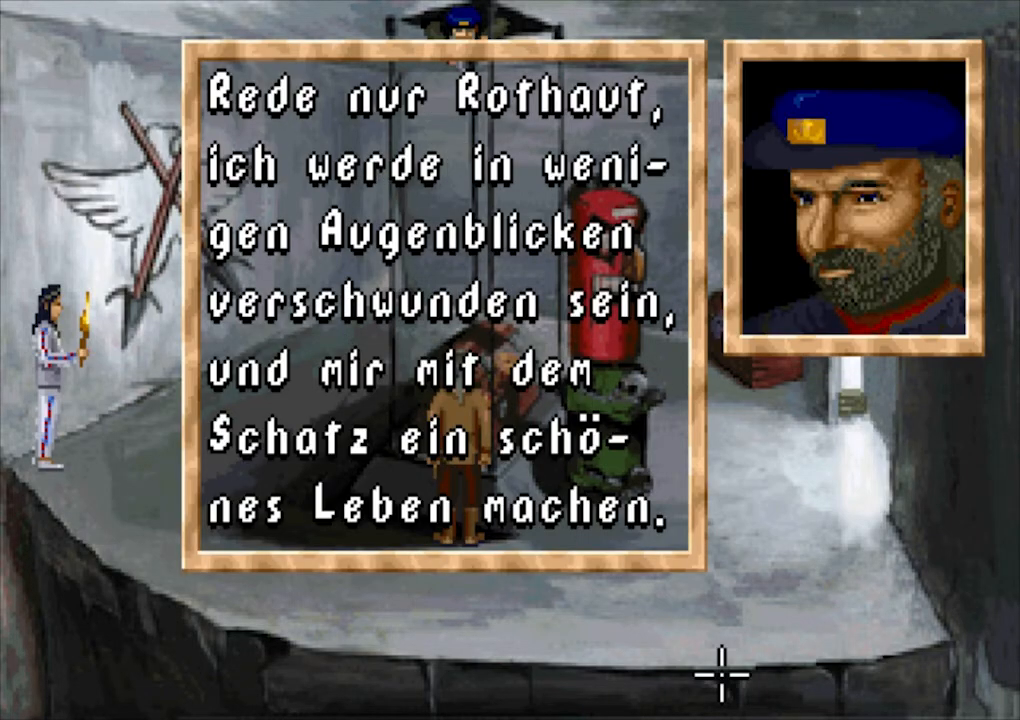 Rede nur Rothaut,
ich werde in weni-
gen Augenblicken
verschwunden sein,
und mir mit dem
Schatz ein schö-
nes Leben machen.